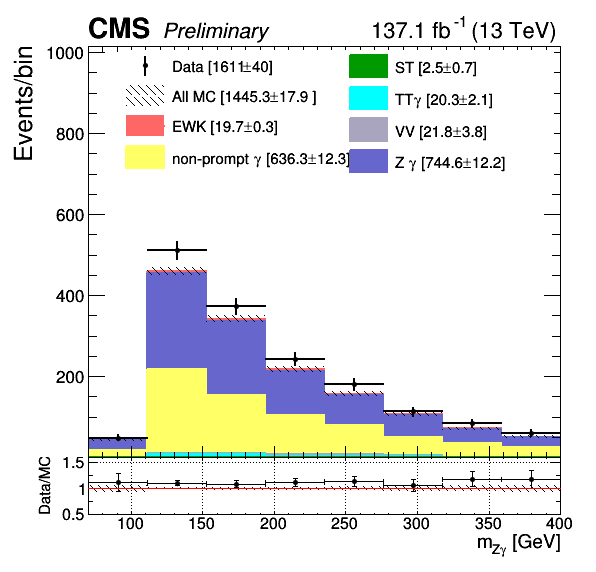 CMS Preliminary 137.1 fb⁻¹ (13 TeV)
Events/bin
1000
800
600
400
200
Data [1611±40]
All MC [1445.3±17.9 ]
EWK [19.7±0.3]
non-prompt γ [636.3±12.3]
ST [2.5±0.7]
TTγ [20.3±2.1]
VV [21.8±3.8]
Z γ [744.6±12.2]
Data/MC
1.5
1
0.5
100 150 200 250 300 350 400
m_Zγ [GeV]